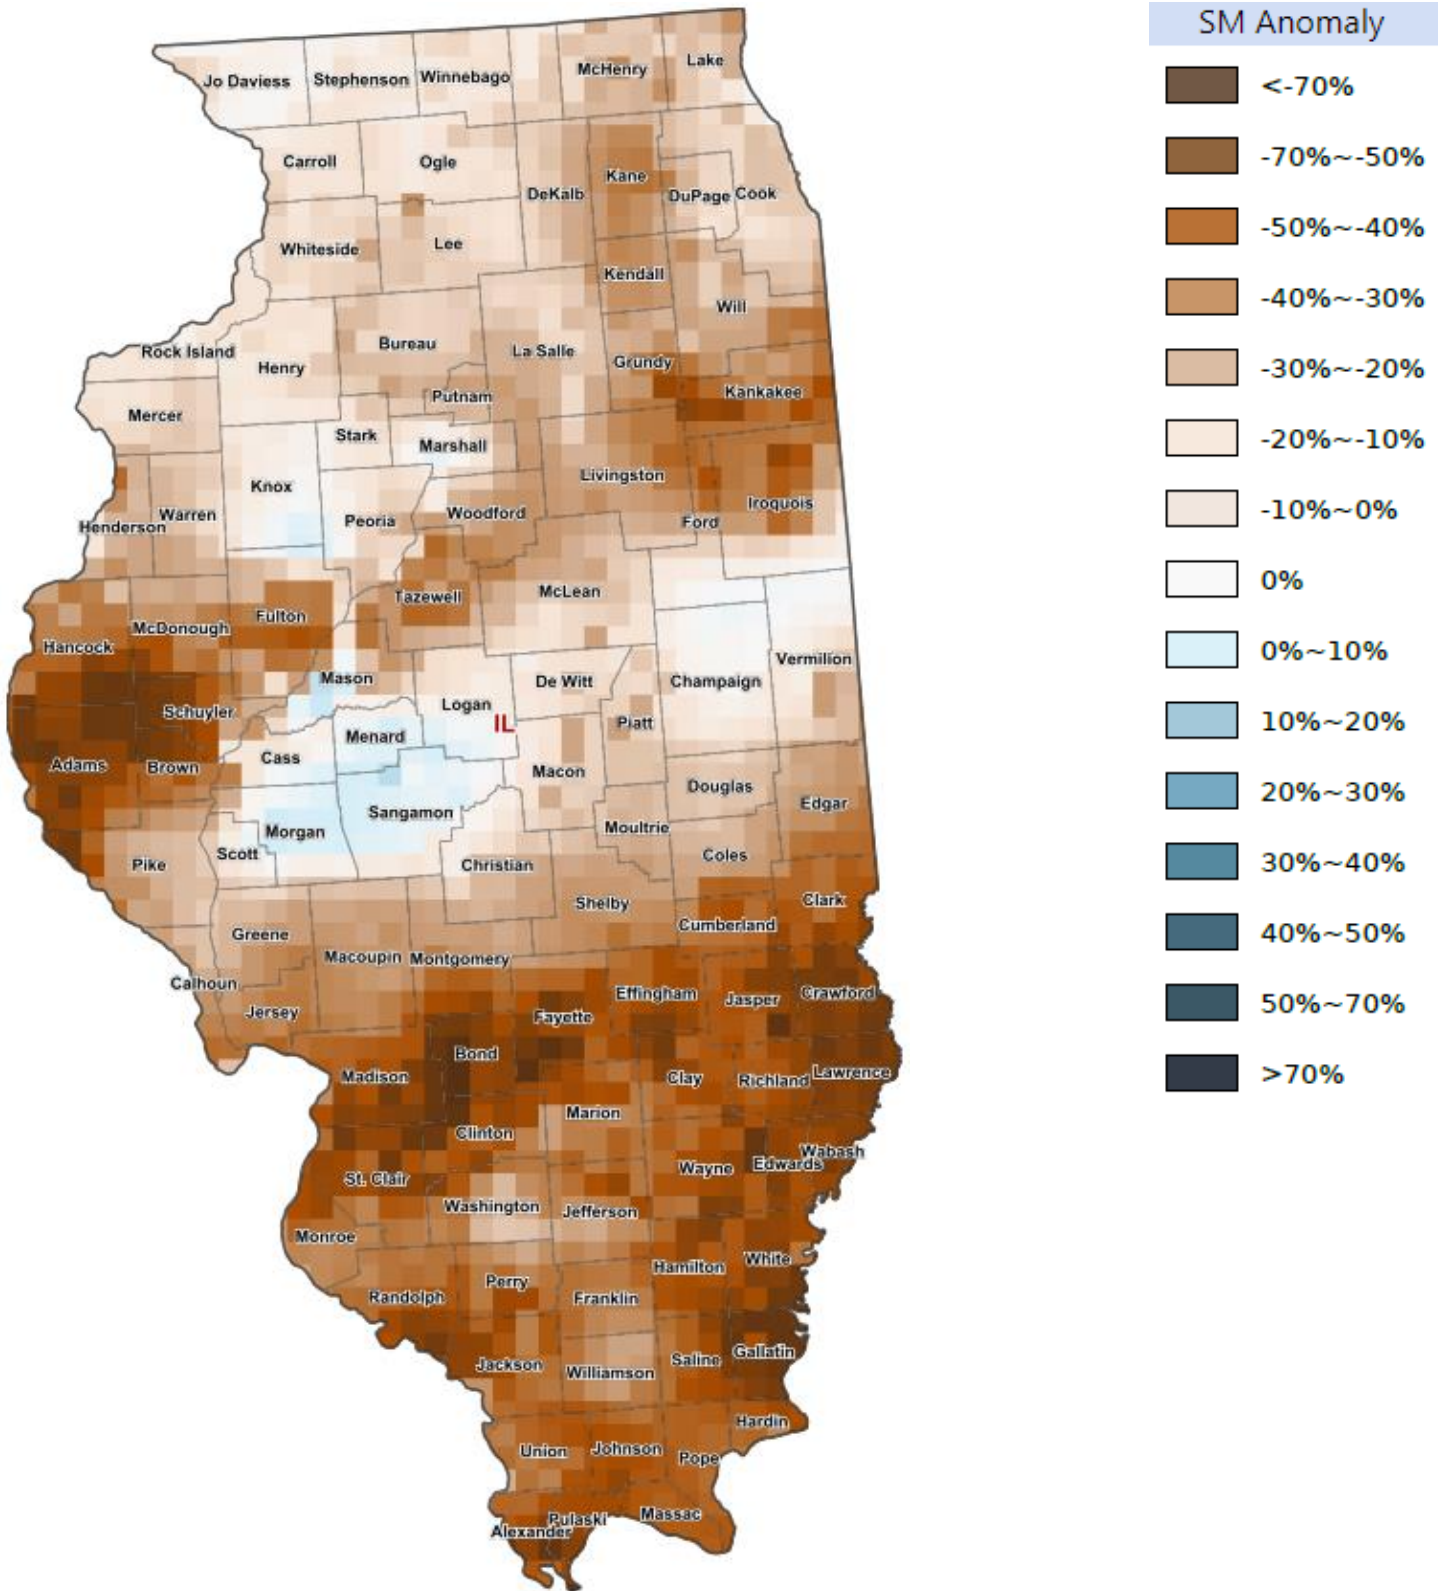 SM Anomaly
<-70%
-70%~-50%
-50%~-40%
-40%~-30%
-30%~-20%
-20%~-10%
-10%~0%
0%
0%~10%
10%~20%
20%~30%
30%~40%
40%~50%
50%~70%
>70%
Jo Daviess
Stephenson
Winnebago
McHenry
Lake
Carroll
Ogle
DeKalb
Kane
DuPage
Cook
Whiteside
Lee
Kendall
Will
Rock Island
Henry
Bureau
La Salle
Grundy
Kankakee
Mercer
Putnam
Stark
Marshall
Knox
Livingston
Iroquois
Henderson
Warren
Peoria
Woodford
Ford
Hancock
McDonough
Fulton
Tazewell
McLean
Mason
Logan
De Witt
Champaign
Vermilion
Schuyler
IL
Piatt
Menard
Cass
Adams
Brown
Macon
Douglas
Edgar
Sangamon
Morgan
Moultrie
Pike
Scott
Christian
Coles
Shelby
Clark
Cumberland
Greene
Macoupin
Montgomery
Calhoun
Jersey
Effingham
Jasper
Crawford
Fayette
Bond
Madison
Clay
Richland
Lawrence
Marion
Clinton
Wabash
Edwards
Wayne
St. Clair
Washington
Jefferson
Monroe
Hamilton
White
Perry
Randolph
Franklin
Jackson
Williamson
Saline
Gallatin
Hardin
Union
Johnson
Pope
Pulaski
Massac
Alexander